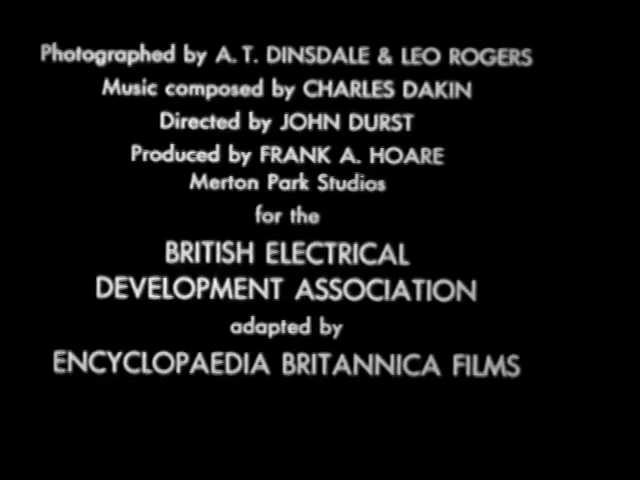 Photographed by A. T. DINSDALE & LEO ROGERS
Music composed by CHARLES DAKIN
Directed by JOHN DURST
Produced by FRANK A. HOARE
Merton Park Studios
for the
BRITISH ELECTRICAL
DEVELOPMENT ASSOCIATION
adapted by
ENCYCLOPAEDIA BRITANNICA FILMS